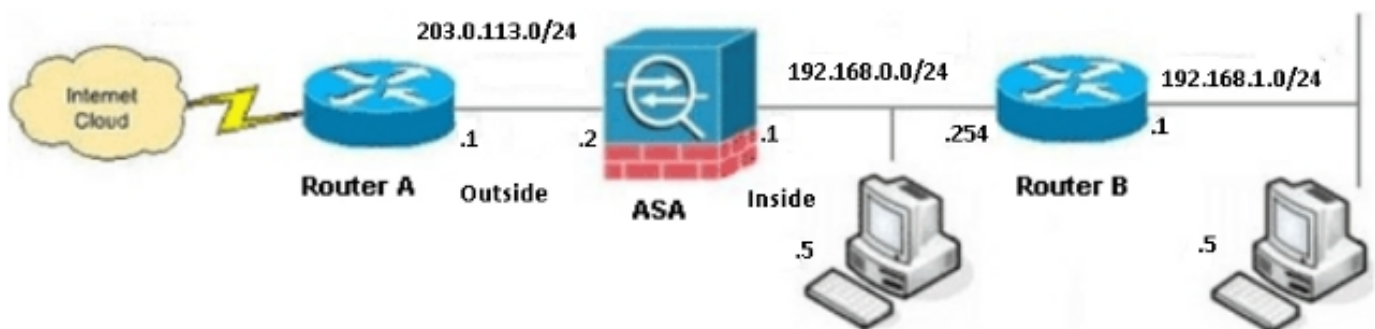 203.0.113.0/24
192.168.0.0/24
192.168.1.0/24
Internet
Cloud
.1
.2
.1
.254
.1
Router A
Outside
ASA
Inside
Router B
.5
.5